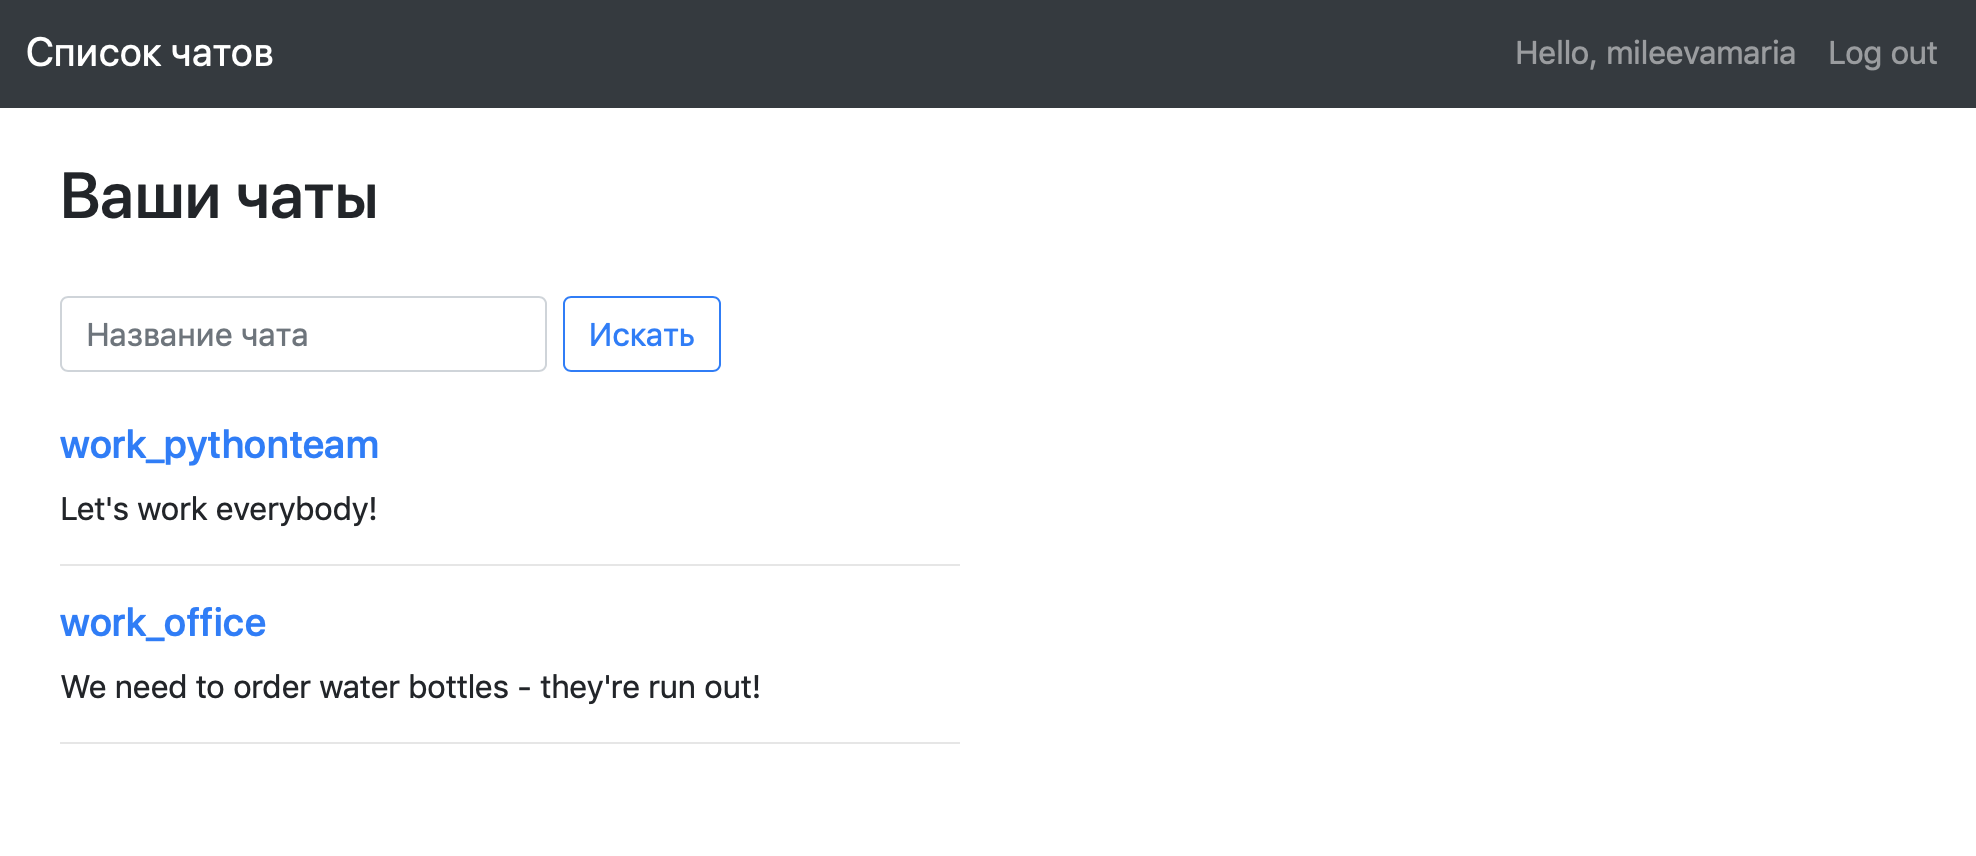 Список чатов
Hello, mileevamaria
Log out
Ваши чаты
Название чата
Искать
work_pythonteam
Let's work everybody!
work_office
We need to order water bottles - they're run out!